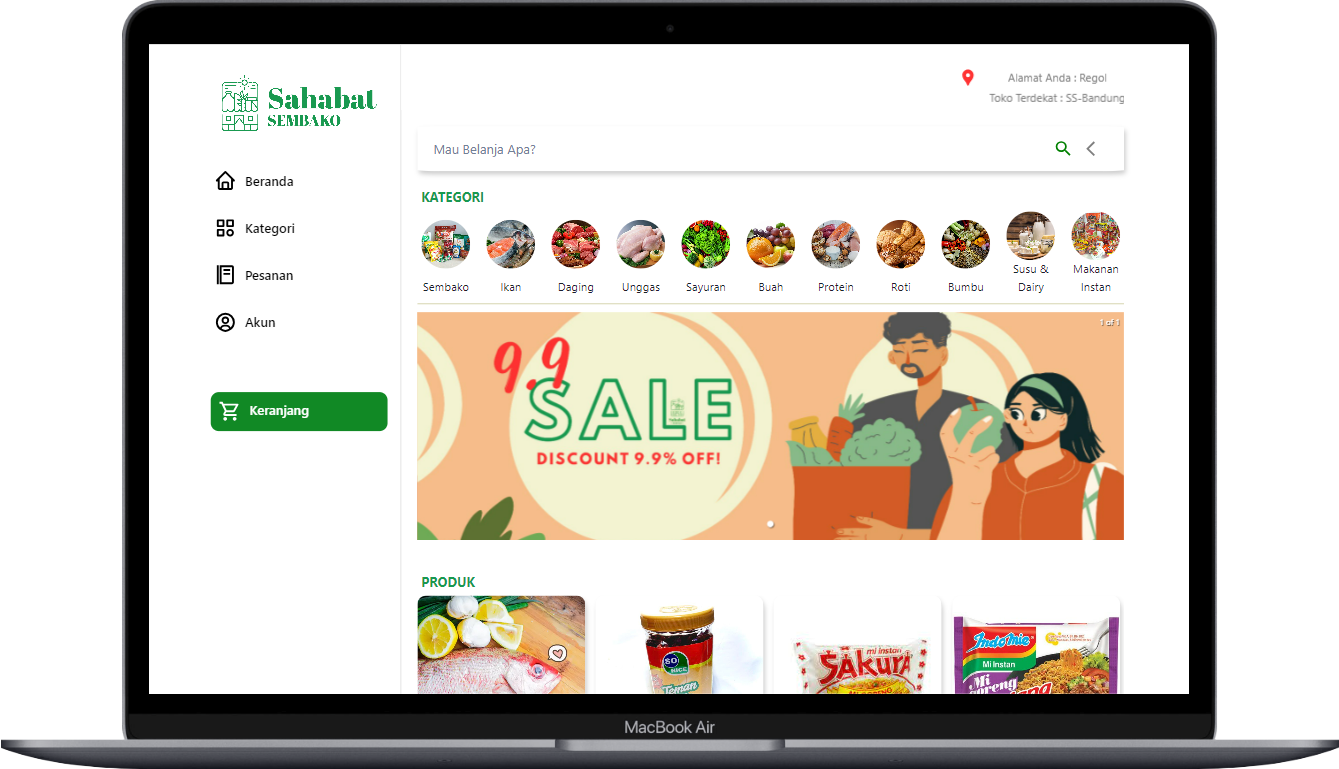 Sahabat
SEMBAKO
Alamat Anda : Regol
Toko Terdekat : SS-Bandung
Mau Belanja Apa?
Beranda
Kategori
Pesanan
Akun
Keranjang
KATEGORI
Sembako
Ikan
Daging
Unggas
Sayuran
Buah
Protein
Roti
Bumbu
Susu &
Dairy
Makanan
Instan
1 of 1
9.9
SALE
DISCOUNT 9.9% OFF!
PRODUK
SD
Teman
mi instan
SAKURA
Indomie
Mi Instan
Mi
goreng
MacBook Air